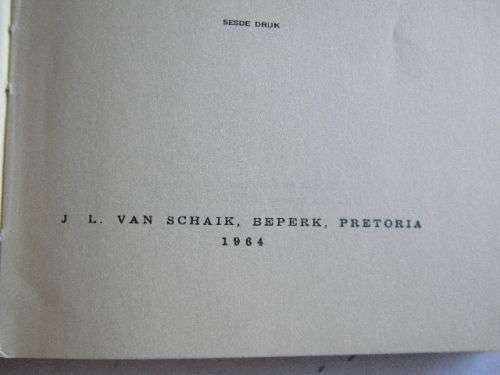 SESDE DRUK
J L. VAN SCHAIK, BEPERK, PRETORIA
1964